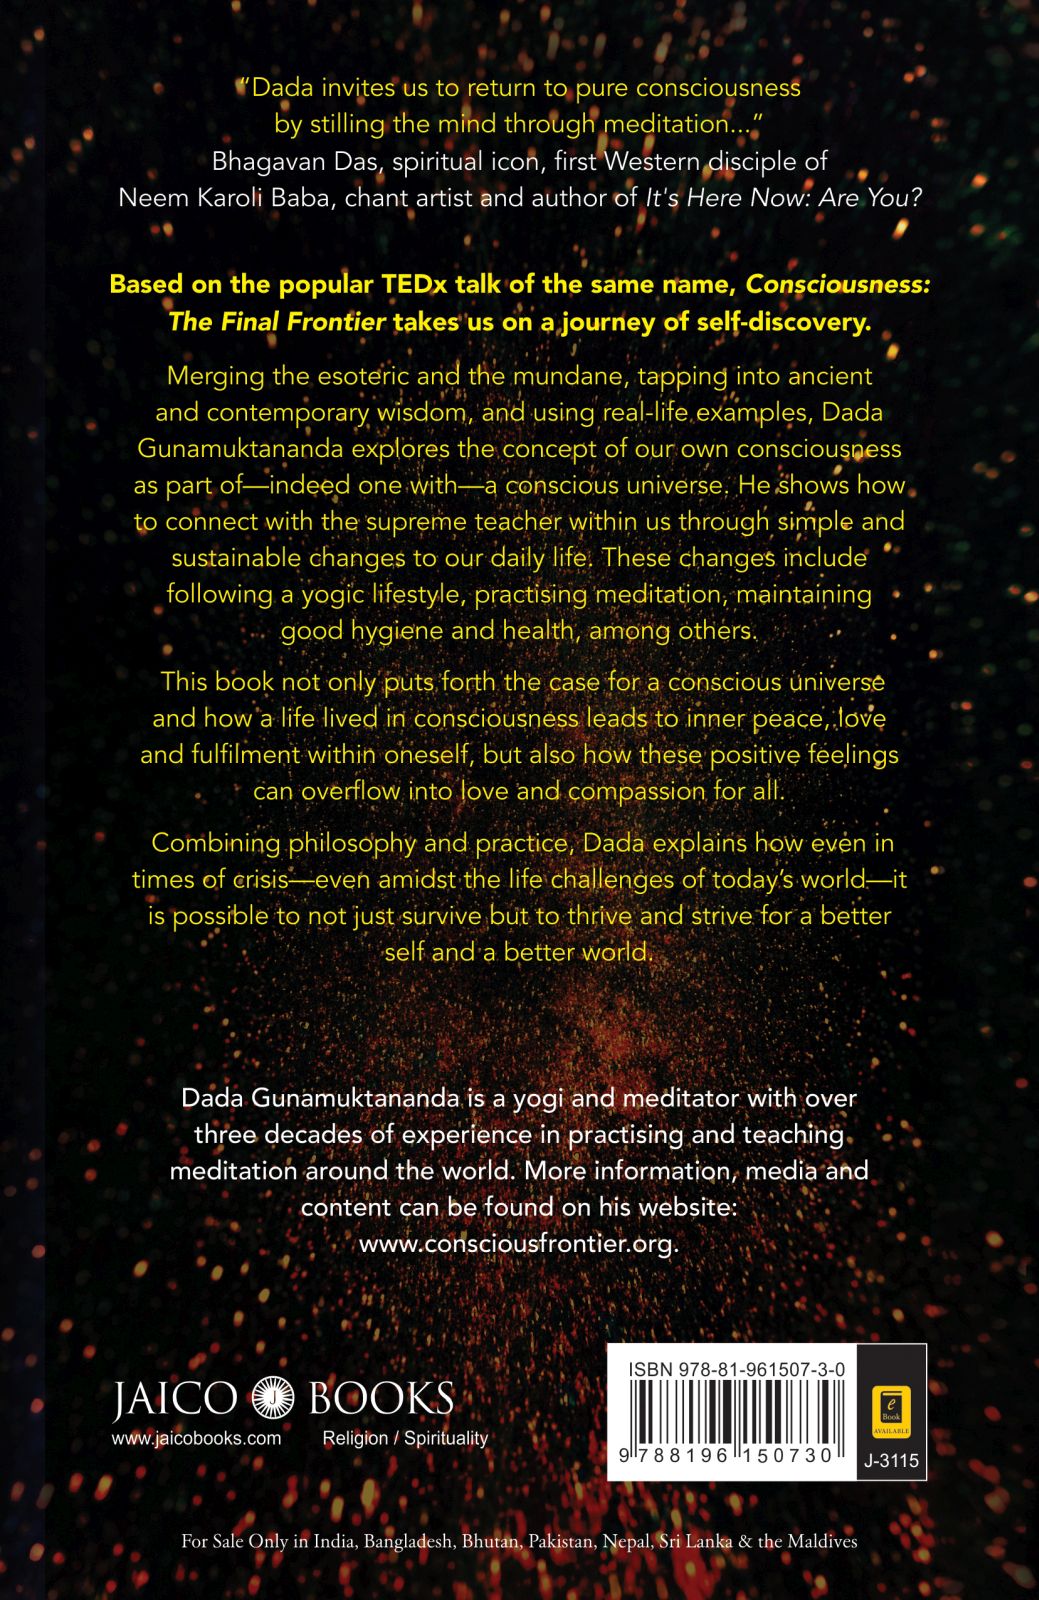 “Dada invites us to return to pure consciousness
by stilling the mind through meditation...”
Bhagavan Das, spiritual icon, first Western disciple of
Neem Karoli Baba, chant artist and author of It's Here Now: Are You?
Based on the popular TEDx talk of the same name, Consciousness:
The Final Frontier takes us on a journey of self-discovery.
Merging the esoteric and the mundane, tapping into ancient
and contemporary wisdom, and using real-life examples, Dada
Gunamuktananda explores the concept of our own consciousness
as part of—indeed one with—a conscious universe. He shows how
to connect with the supreme teacher within us through simple and
sustainable changes to our daily life. These changes include
following a yogic lifestyle, practising meditation, maintaining
good hygiene and health, among others.
This book not only puts forth the case for a conscious universe
and how a life lived in consciousness leads to inner peace, love
and fulfilment within oneself, but also how these positive feelings
can overflow into love and compassion for all.
Combining philosophy and practice, Dada explains how even in
times of crisis—even amidst the life challenges of today’s world—it
is possible to not just survive but to thrive and strive for a better
self and a better world.
Dada Gunamuktananda is a yogi and meditator with over
three decades of experience in practising and teaching
meditation around the world. More information, media and
content can be found on his website:
www.consciousfrontier.org.
JAICO J BOOKS
www.jaicobooks.com Religion / Spirituality
ISBN 978-81-961507-3-0
9 788196 150730
e
Book
AVAILABLE
J-3115
For Sale Only in India, Bangladesh, Bhutan, Pakistan, Nepal, Sri Lanka & the Maldives